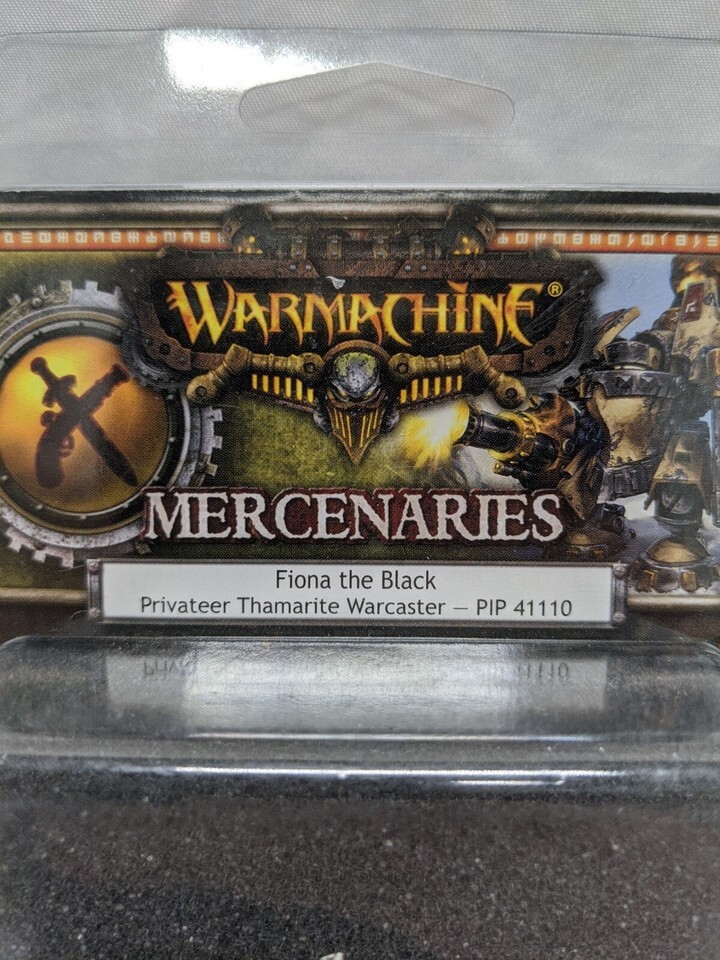 WARMACHINE®
MERCENARIES
Fiona the Black
Privateer Thamarite Warcaster — PIP 41110